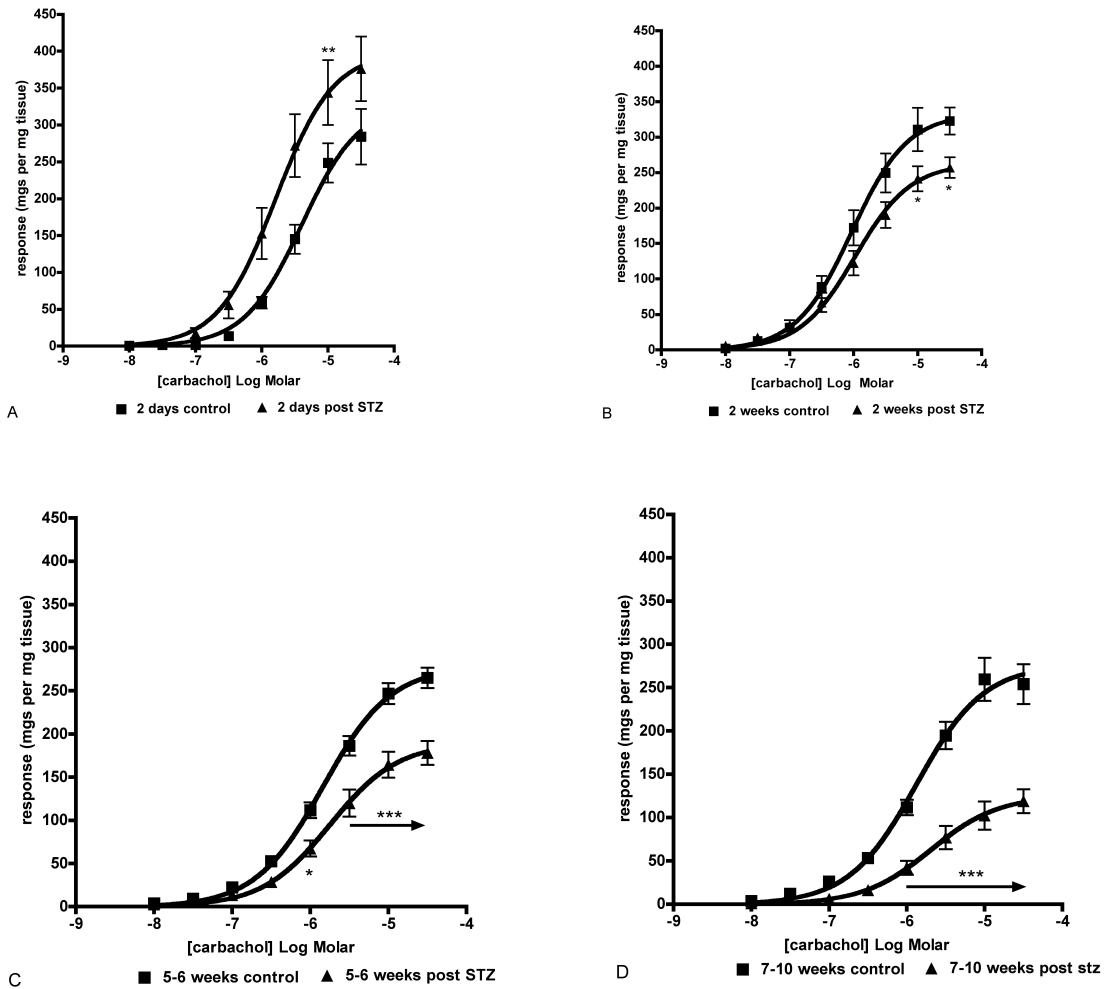 450
400
350
300
250
200
150
100
50
0
response (mgs per mg tissue)
**
-9 -8 -7 -6 -5 -4
[carbachol] Log Molar
A
■ 2 days control ▲ 2 days post STZ
450
400
350
300
250
200
150
100
50
0
response (mgs per mg tissue)
* *
-9 -8 -7 -6 -5 -4
[carbachol] Log Molar
B
■ 2 weeks control ▲ 2 weeks post STZ
450
400
350
300
250
200
150
100
50
0
response (mgs per mg tissue)
***
*
-9 -8 -7 -6 -5 -4
[carbachol] Log Molar
C
■ 5-6 weeks control ▲ 5-6 weeks post STZ
450
400
350
300
250
200
150
100
50
0
response (mgs per mg tissue)
***
-9 -8 -7 -6 -5 -4
[carbachol] Log Molar
D
■ 7-10 weeks control ▲ 7-10 weeks post stz